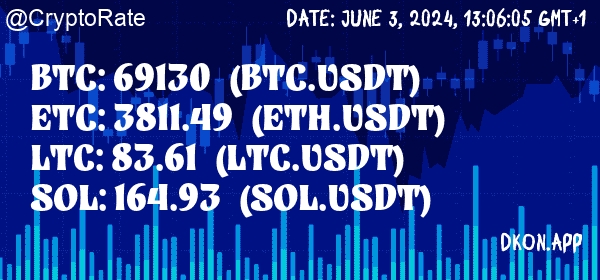 @CryptoRate
DATE: JUNE 3, 2024, 13:06:05 GMT+1
BTC: 69130 (BTC.USDT)
ETC: 3811.49 (ETH.USDT)
LTC: 83.61 (LTC.USDT)
SOL: 164.93 (SOL.USDT)
DKON.APP